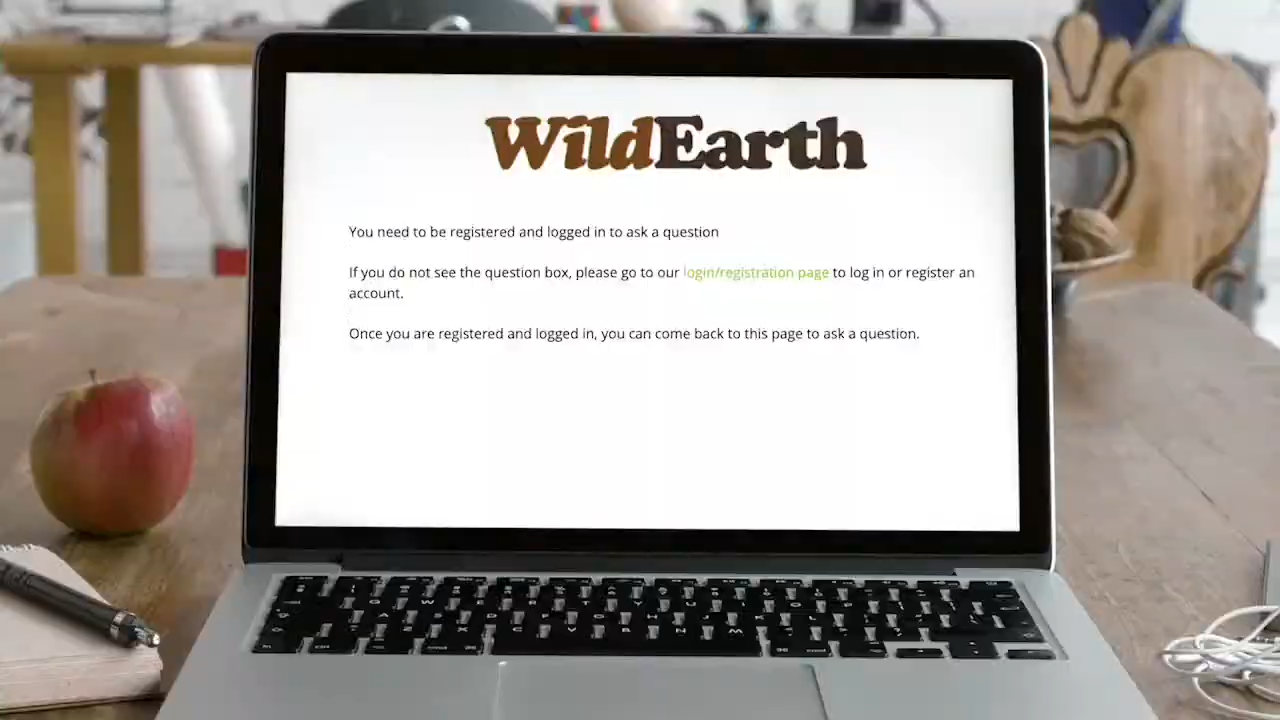 WildEarth
You need to be registered and logged in to ask a question
If you do not see the question box, please go to our login/registration page to log in or register an
account.
Once you are registered and logged in, you can come back to this page to ask a question.